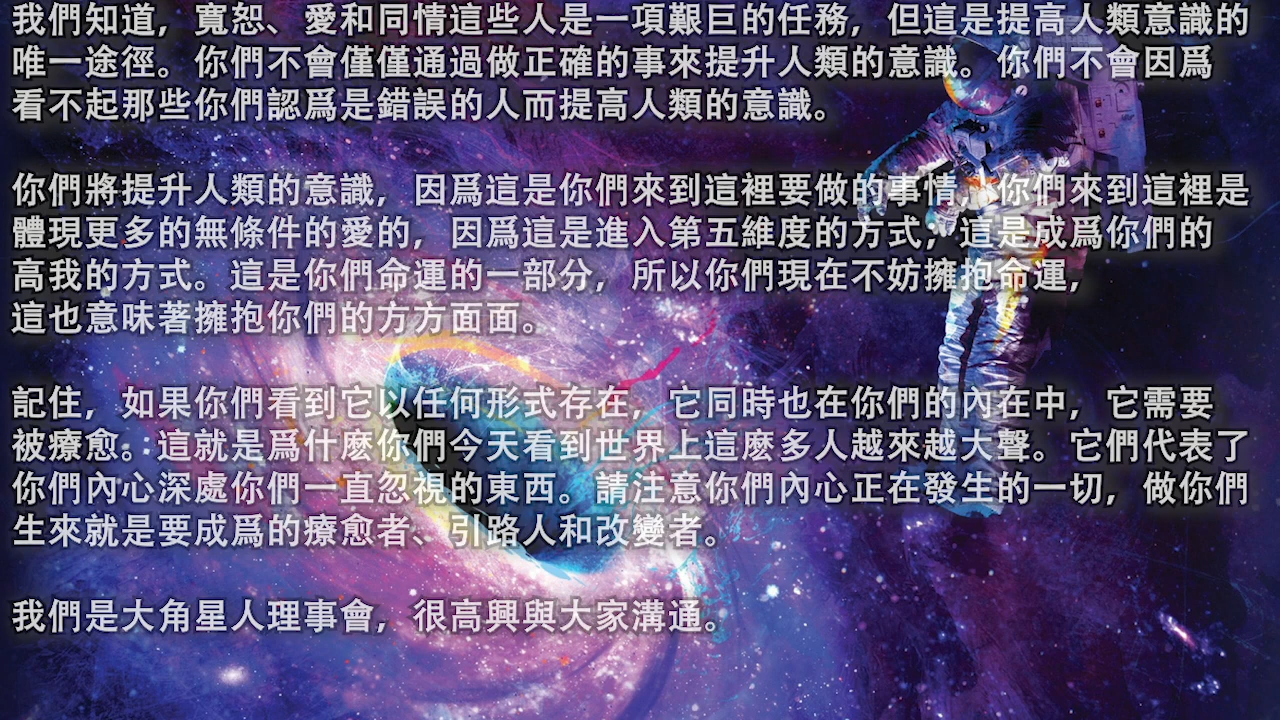 我們知道，寬恕、愛和同情這些人是一項艱巨的任務，但這是提高人類意識的
唯一途徑。你們不會僅僅通過做正確的事來提升人類的意識。你們不會因爲
看不起那些你們認爲是錯誤的人而提高人類的意識。
你們將提升人類的意識，因爲這是你們來到這裡要做的事情，你們來到這裡是
體現更多的無條件的愛的，因爲這是進入第五維度的方式，這是成爲你們的
高我的方式。這是你們命運的一部分，所以你們現在不妨擁抱命運，
這也意味著擁抱你們的方方面面。
記住，如果你們看到它以任何形式存在，它同時也在你們的內在中，它需要
被療愈。這就是爲什麽你們今天看到世界上這麽多人越來越大聲。它們代表了
你們內心深處你們一直忽視的東西。請注意你們內心正在發生的一切，做你們
生來就是要成爲的療愈者、引路人和改變者。
我們是大角星人理事會，很高興與大家溝通。